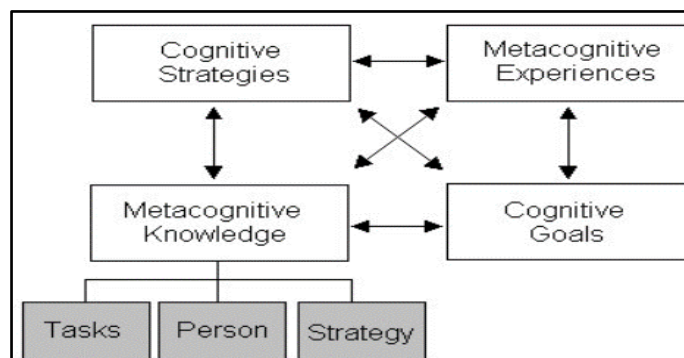 Cognitive
Strategies
Metacognitive
Experiences
Metacognitive
Knowledge
Cognitive
Goals
Tasks
Person
Strategy